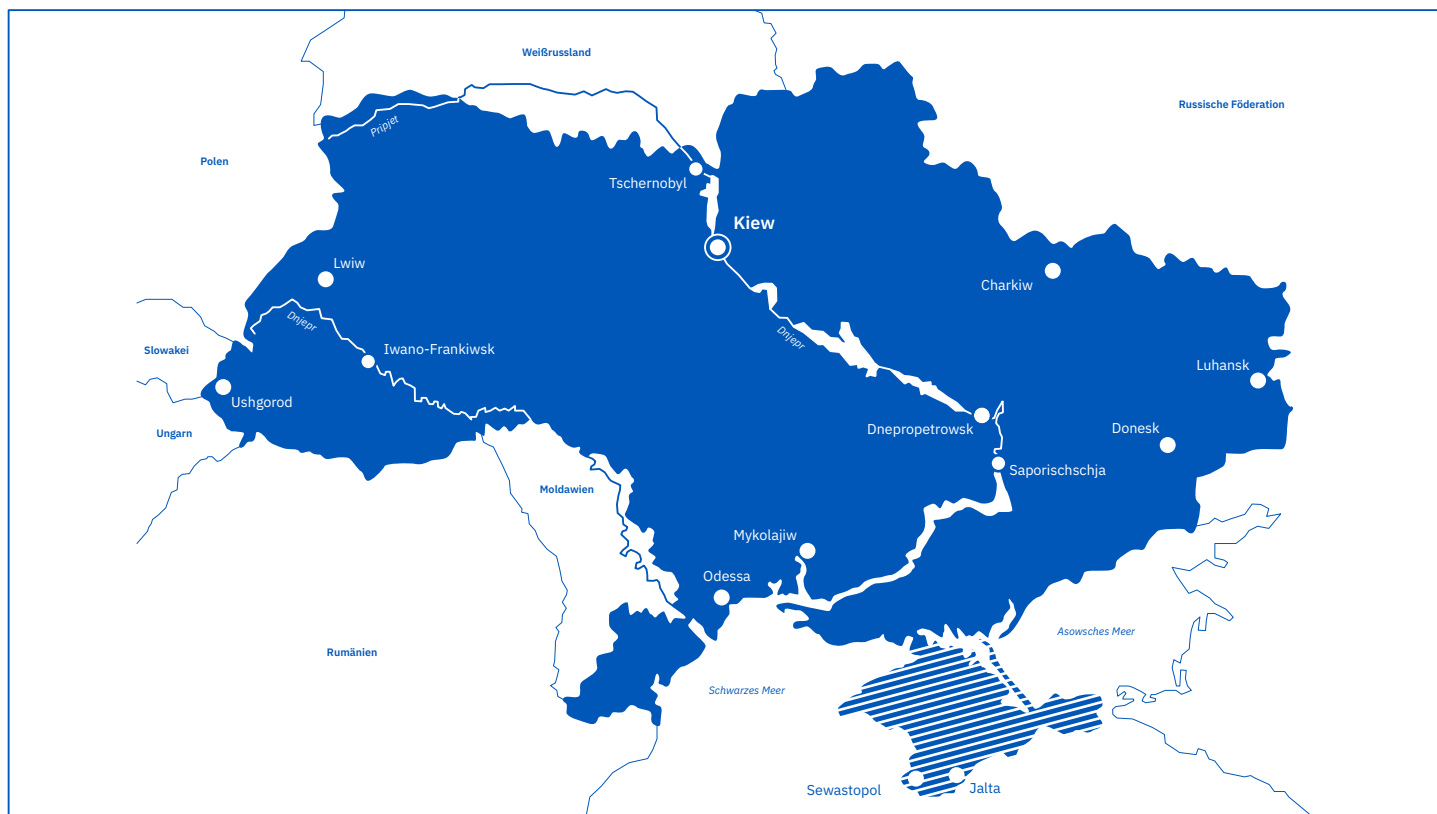 Weißrussland
Russische Föderation
Pripjet
Polen
Tschernobyl
Kiew
Lwiw
Charkiw
Dnjepr
Dnjepr
Slowakei
Iwano-Frankiwsk
Luhansk
Ushgorod
Ungarn
Dnepropetrowsk
Donesk
Saporischschja
Moldawien
Mykolajiw
Odessa
Asowsches Meer
Rumänien
Schwarzes Meer
Sewastopol
Jalta